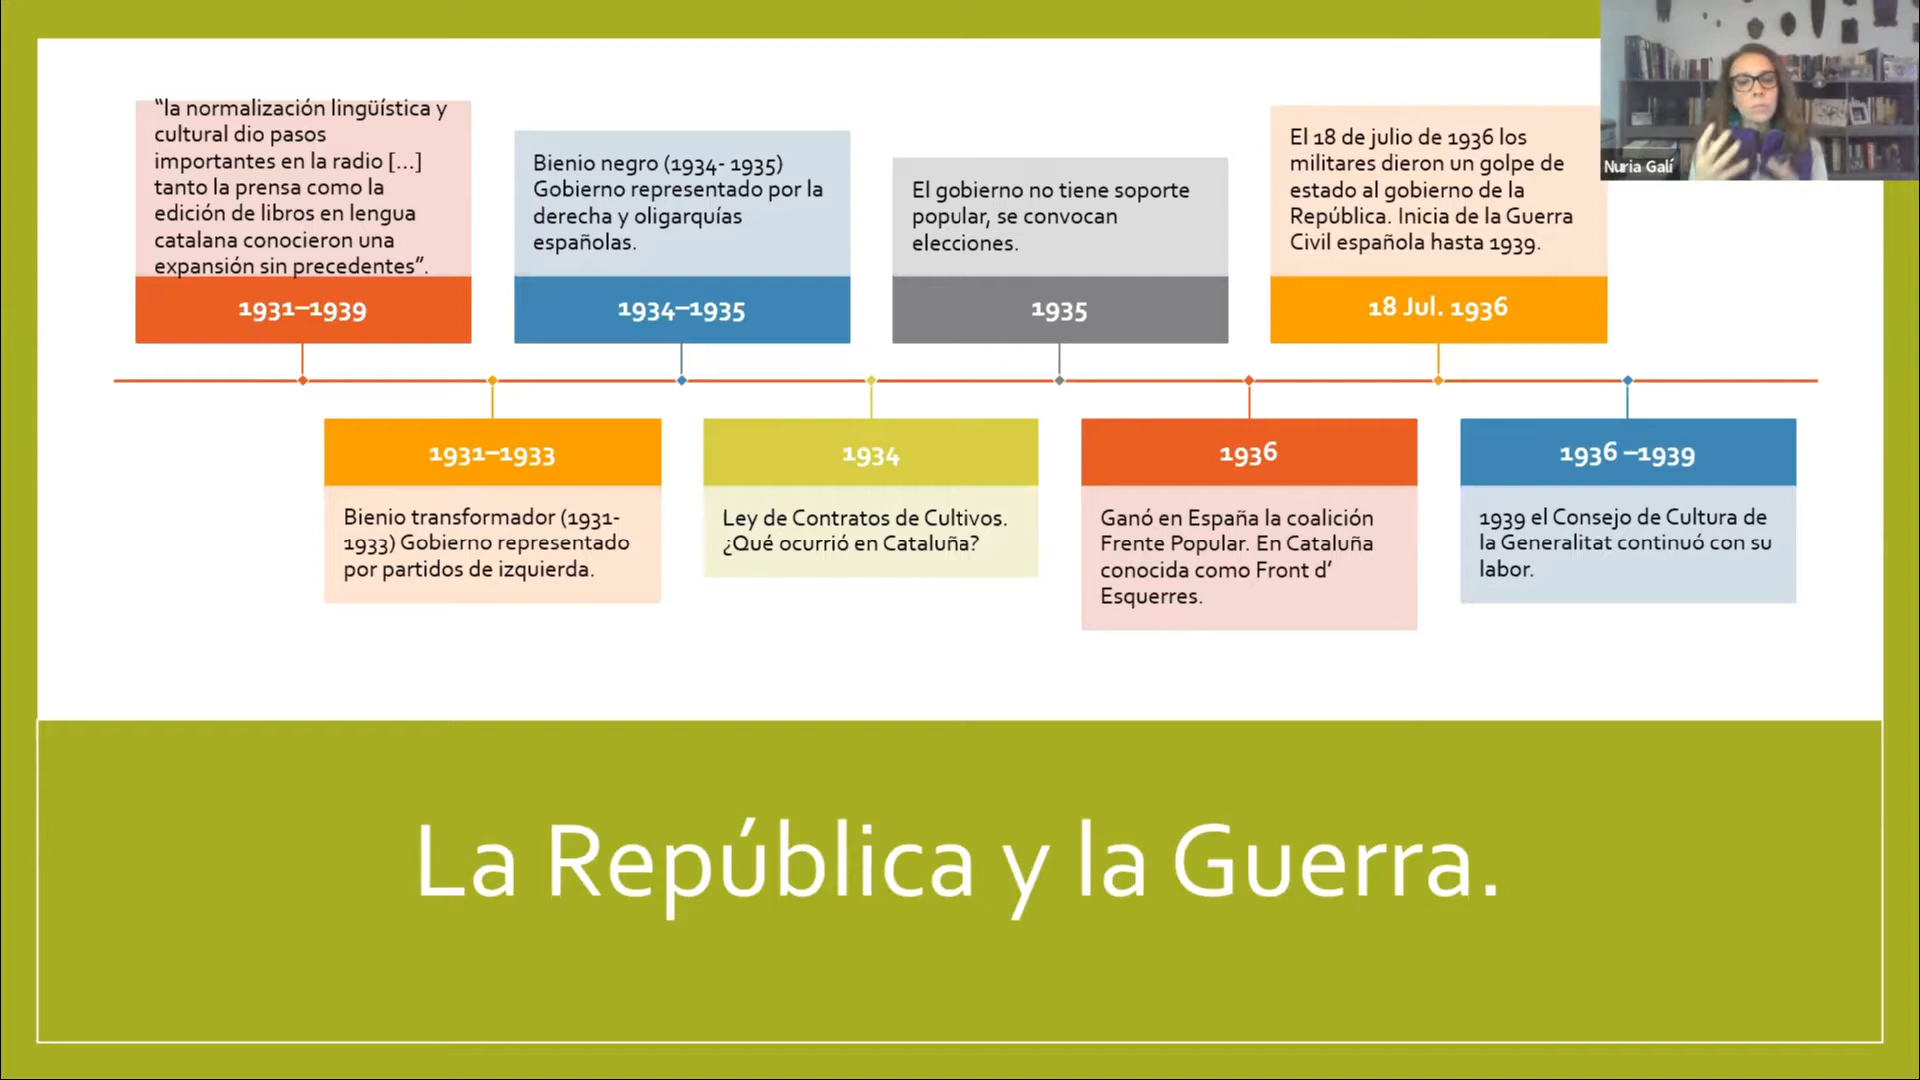 “la normalización lingüística y
cultural dio pasos
importantes en la radio [...]
tanto la prensa como la
edición de libros en lengua
catalana conocieron una
expansión sin precedentes”.
1931–1939
Bienio negro (1934- 1935)
Gobierno representado por la
derecha y oligarquías
españolas.
1934–1935
El gobierno no tiene soporte
popular, se convocan
elecciones.
1935
El 18 de julio de 1936 los
militares dieron un golpe de
estado al gobierno de la
República. Inicia de la Guerra
Civil española hasta 1939.
18 Jul. 1936
Nuria Galí
1931–1933
Bienio transformador (1931-
1933) Gobierno representado
por partidos de izquierda.
1934
Ley de Contratos de Cultivos.
¿Qué ocurrió en Cataluña?
1936
Ganó en España la coalición
Frente Popular. En Cataluña
conocida como Front d’
Esquerres.
1936 –1939
1939 el Consejo de Cultura de
la Generalitat continuó con su
labor.
La República y la Guerra.